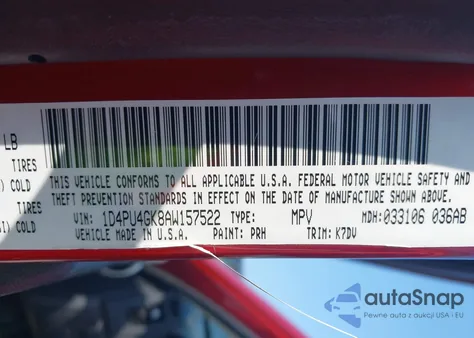 LB
TIRES
COLD
TIRES
COLD
THIS VEHICLE CONFORMS TO ALL APPLICABLE U.S.A. FEDERAL MOTOR VEHICLE SAFETY AND
THEFT PREVENTION STANDARDS IN EFFECT ON THE DATE OF MANUFACTURE SHOWN ABOVE.
VIN: 1D4PU4GK8AW157522 TYPE: MPV MDH: 033106 036AB
VEHICLE MADE IN U.S.A. PAINT: PRH TRIM: K7DV
autoSnap
Pewne auta z aukcji USA i EU